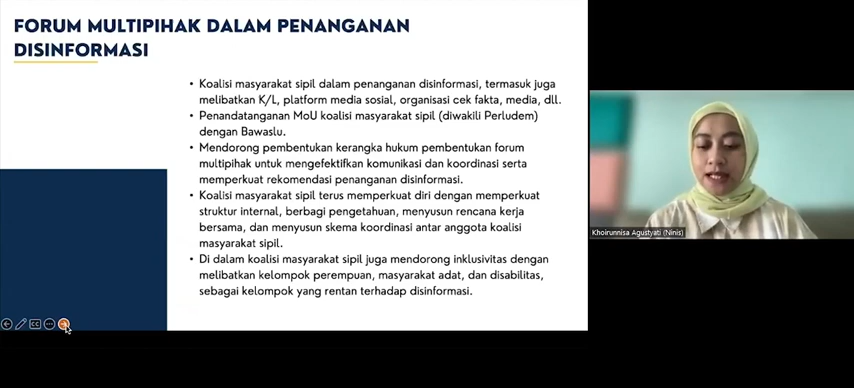 FORUM MULTIPIHAK DALAM PENANGANAN
DISINFORMASI
• Koalisi masyarakat sipil dalam penanganan disinformasi, termasuk juga
melibatkan K/L, platform media sosial, organisasi cek fakta, media, dll.
• Penandatanganan MoU koalisi masyarakat sipil (diwakili Perludem)
dengan Bawaslu.
• Mendorong pembentukan kerangka hukum pembentukan forum
multipihak untuk mengefektifkan komunikasi dan koordinasi serta
memperkuat rekomendasi penanganan disinformasi.
• Koalisi masyarakat sipil terus memperkuat diri dengan memperkuat
struktur internal, berbagi pengetahuan, menyusun rencana kerja
bersama, dan menyusun skema koordinasi antar anggota koalisi
masyarakat sipil.
• Di dalam koalisi masyarakat sipil juga mendorong inklusivitas dengan
melibatkan kelompok perempuan, masyarakat adat, dan disabilitas,
sebagai kelompok yang rentan terhadap disinformasi.
Khoirunnisa Agustyati (Ninis)
CC